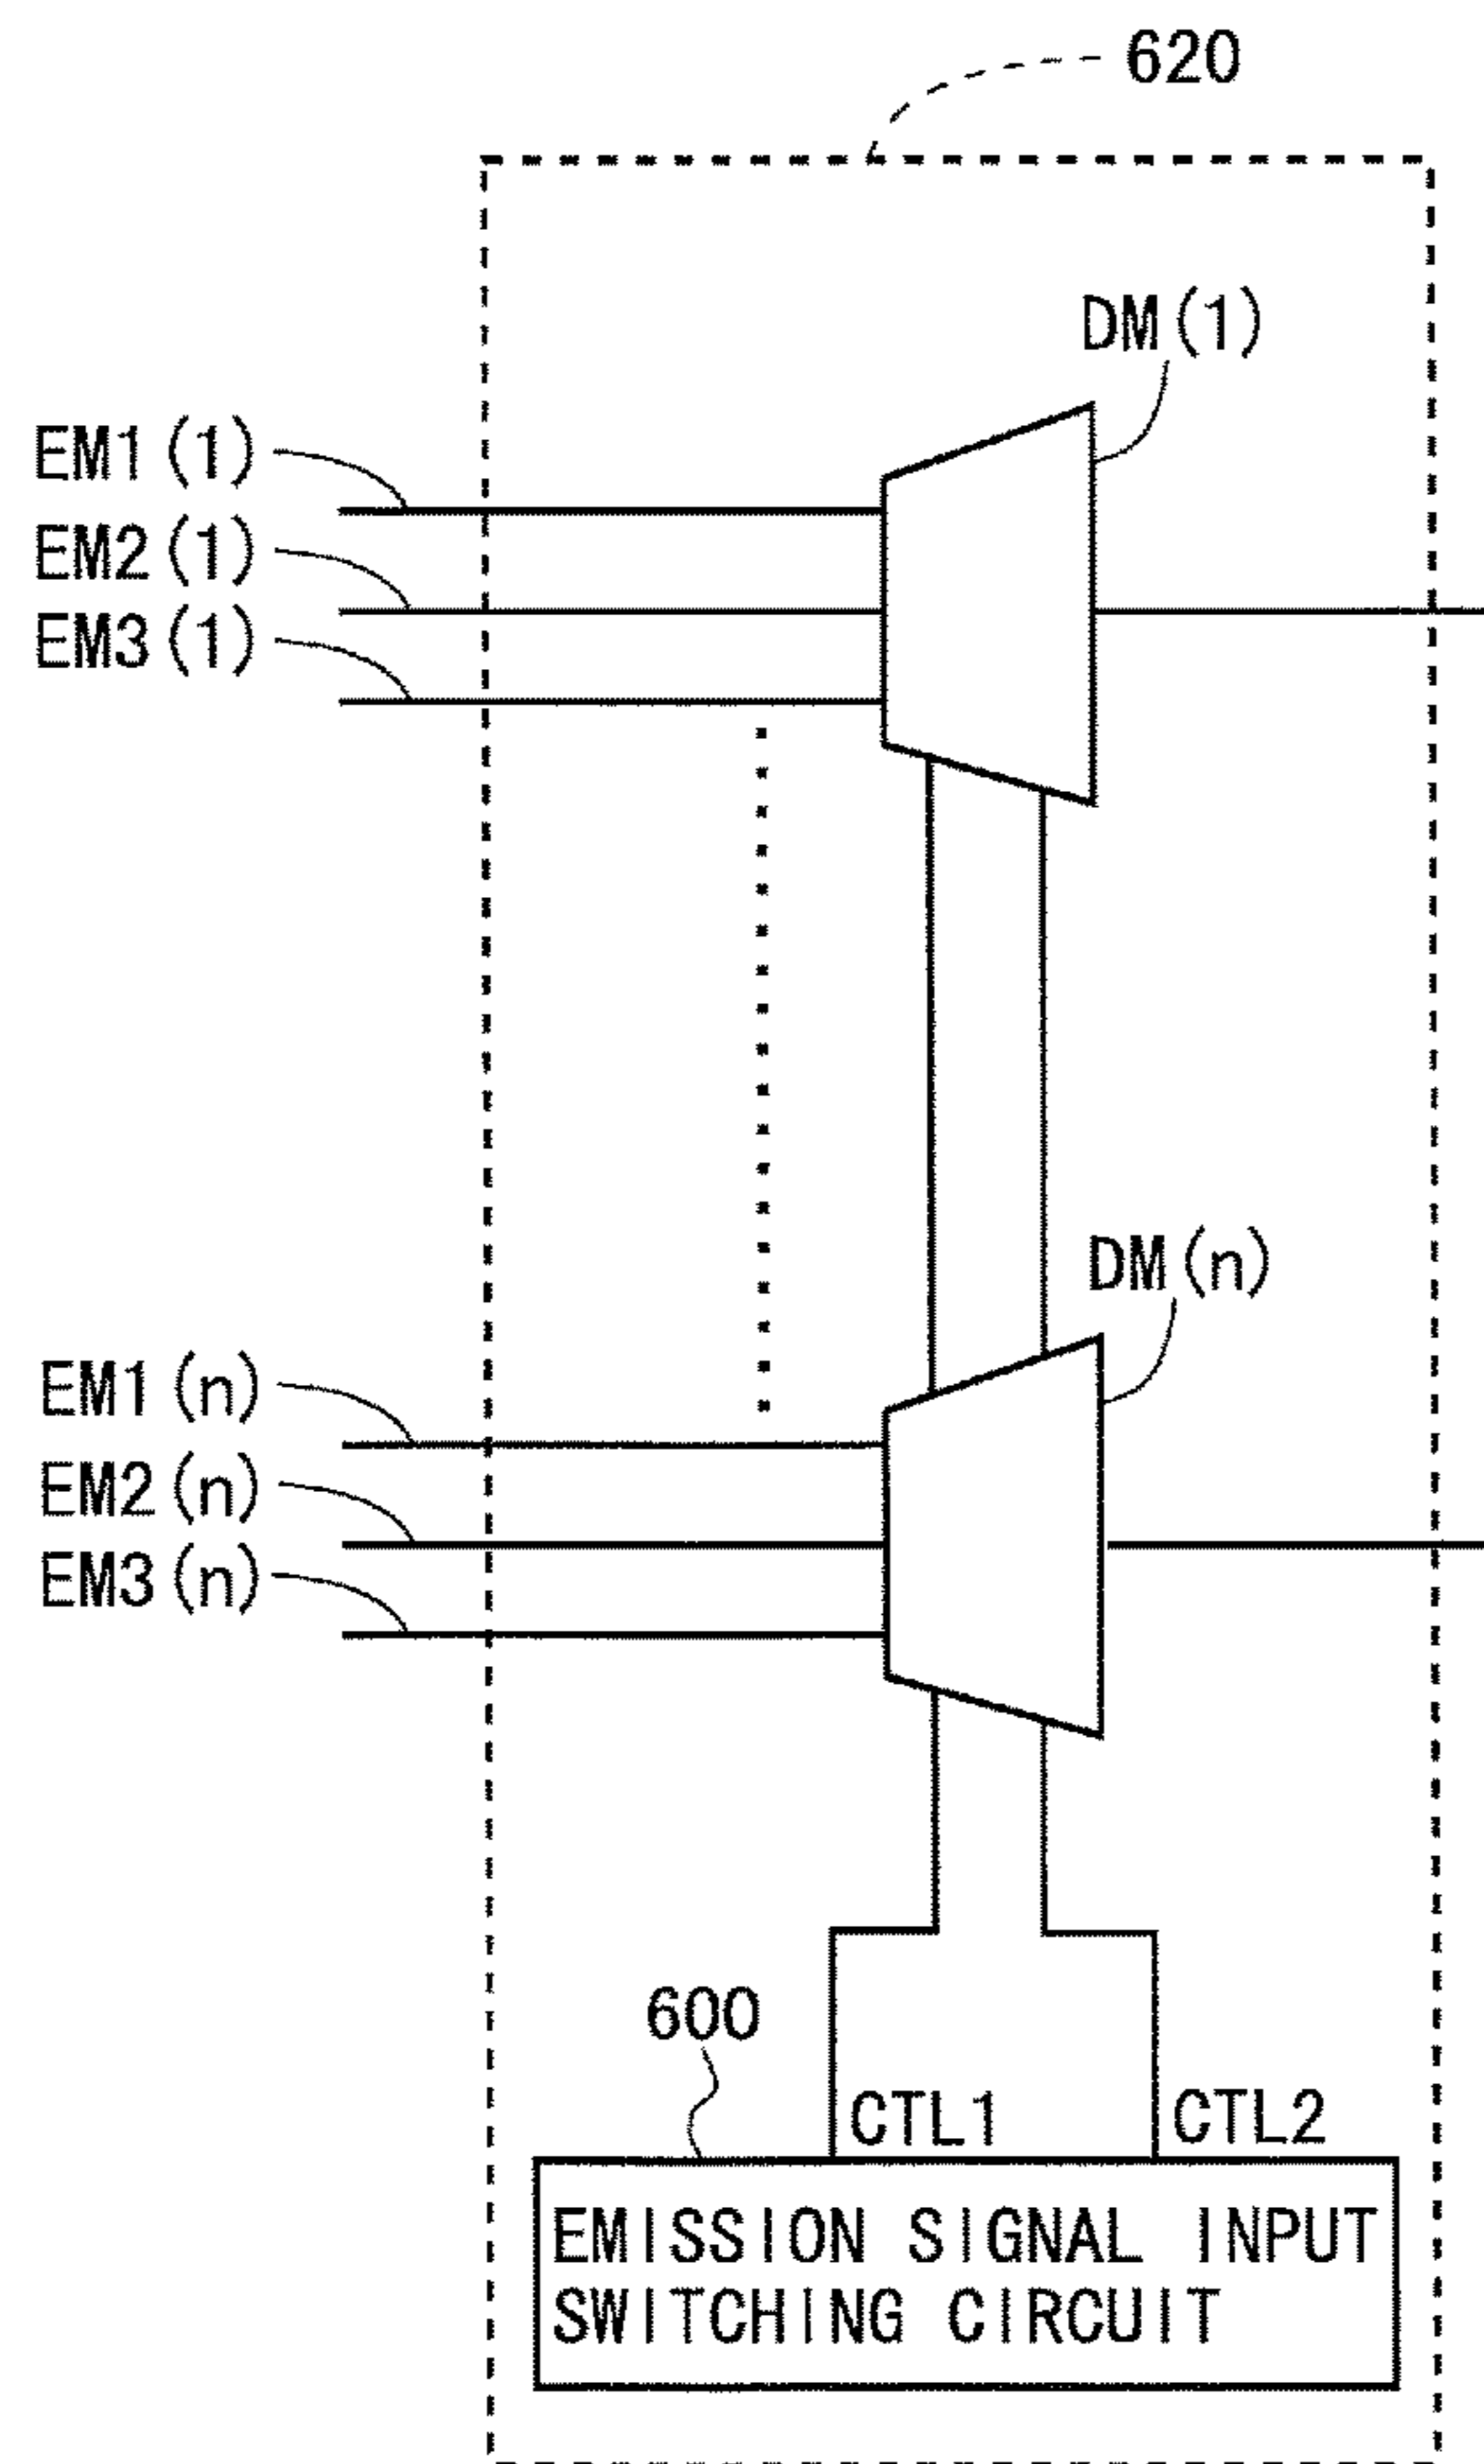 620
DM(1)
EM1(1)
EM2(1)
EM3(1)
DM(n)
EM1(n)
EM2(n)
EM3(n)
600
CTL1
CTL2
EMISSION SIGNAL INPUT
SWITCHING CIRCUIT